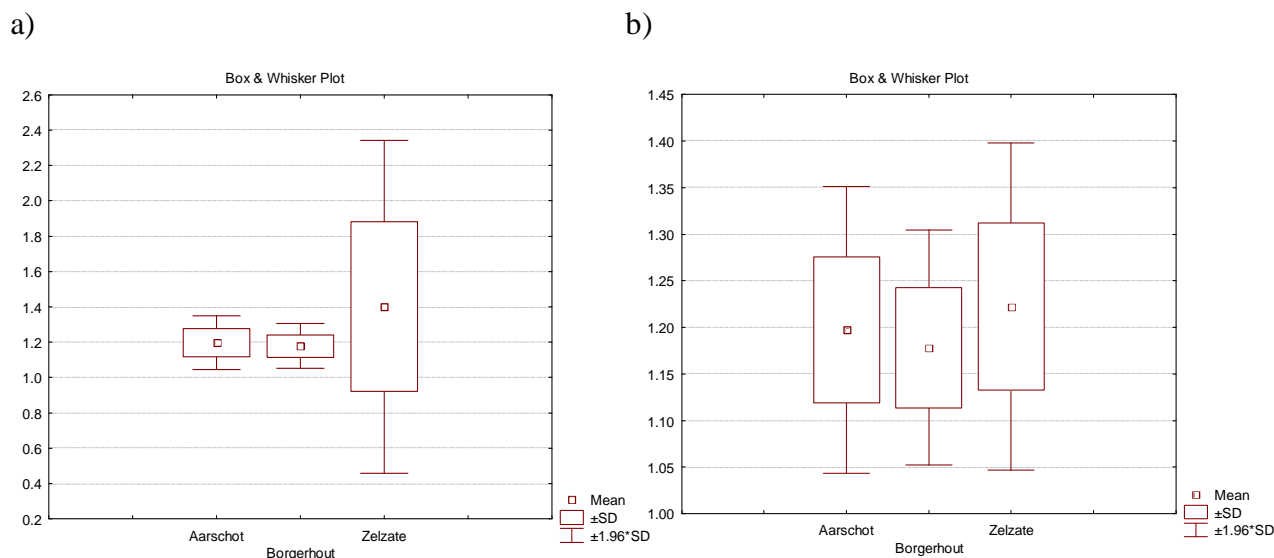 a)
Box & Whisker Plot
2.6
2.4
2.2
2.0
1.8
1.6
1.4
1.2
1.0
0.8
0.6
0.4
0.2
Aarschot
Borgerhout
Zelzate
Mean
±SD
±1.96*SD
b)
Box & Whisker Plot
1.45
1.40
1.35
1.30
1.25
1.20
1.15
1.10
1.05
1.00
Aarschot
Borgerhout
Zelzate
Mean
±SD
±1.96*SD